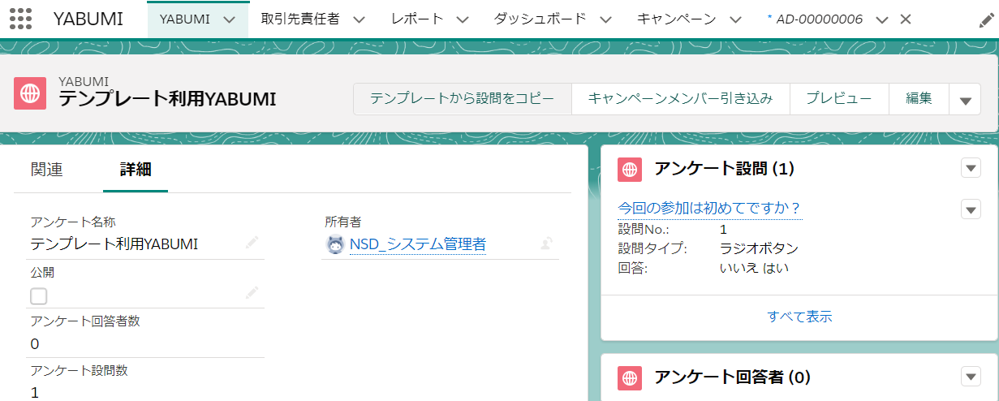 YABUMI YABUMI 取引先責任者 レポート ダッシュボード キャンペーン * AD-00000006
YABUMI
テンプレート利用YABUMI
テンプレートから設問をコピー キャンペーンメンバー引き込み プレビュー 編集
関連 詳細
アンケート名称
テンプレート利用YABUMI
所有者
NSD_システム管理者
公開
アンケート回答者数
0
アンケート設問数
1
アンケート設問 (1)
今回の参加は初めてですか？
設問No.: 1
設問タイプ: ラジオボタン
回答: いいえ はい
すべて表示
アンケート回答者 (0)